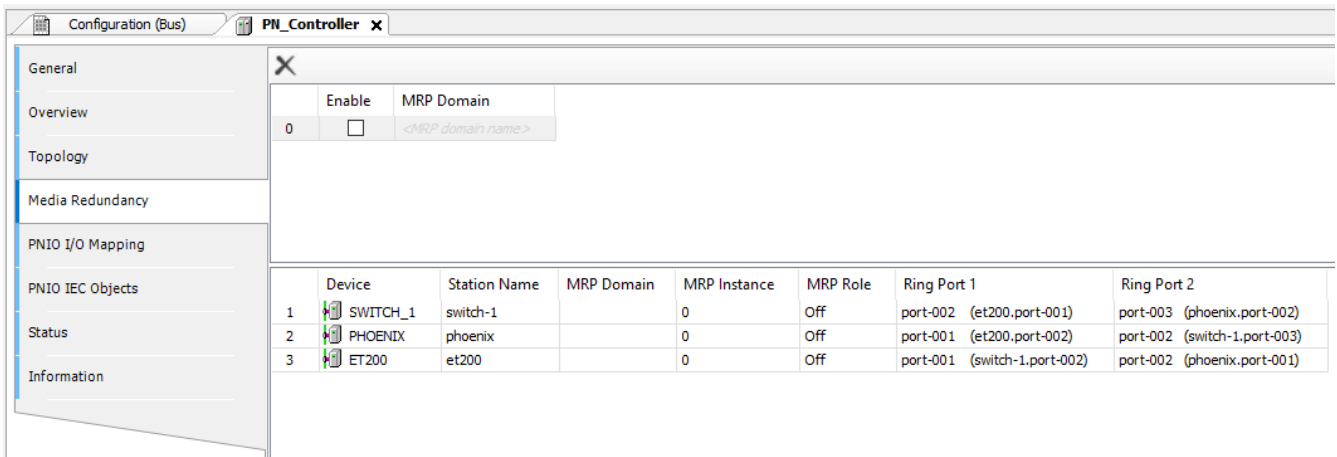 Configuration (Bus) PN_Controller x
General
Overview
Topology
Media Redundancy
PNIO I/O Mapping
PNIO IEC Objects
Status
Information
Enable MRP Domain
0 <MRP domain name>
Device Station Name MRP Domain MRP Instance MRP Role Ring Port 1 Ring Port 2
1 SWITCH_1 switch-1 0 Off port-002 (et200.port-001) port-003 (phoenix.port-002)
2 PHOENIX phoenix 0 Off port-001 (et200.port-002) port-002 (switch-1.port-003)
3 ET200 et200 0 Off port-001 (switch-1.port-002) port-002 (phoenix.port-001)